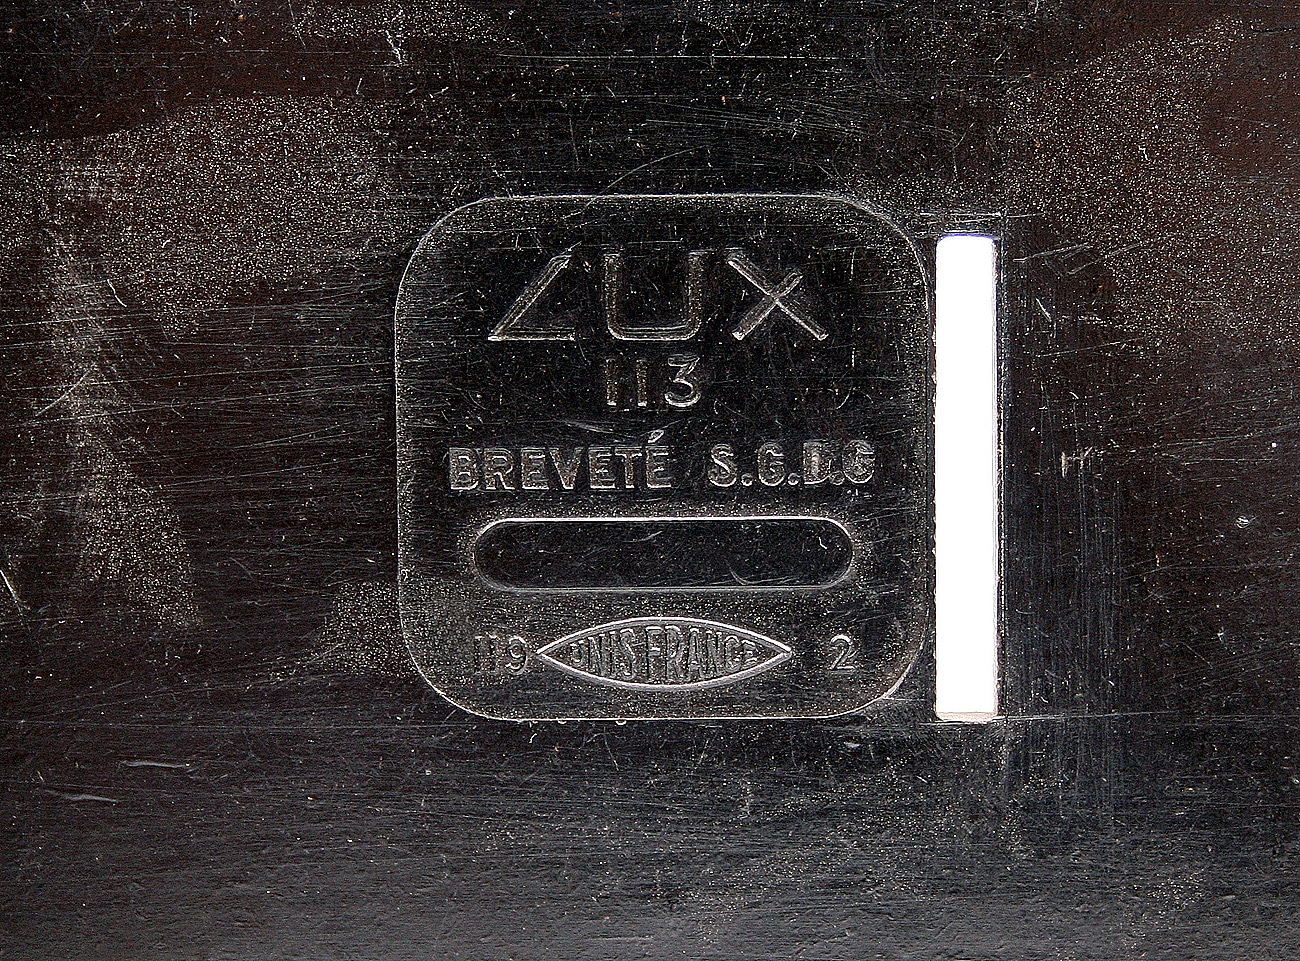 LUX
113
BREVETÉ S.G.D.G
119 UNIS FRANCE 2